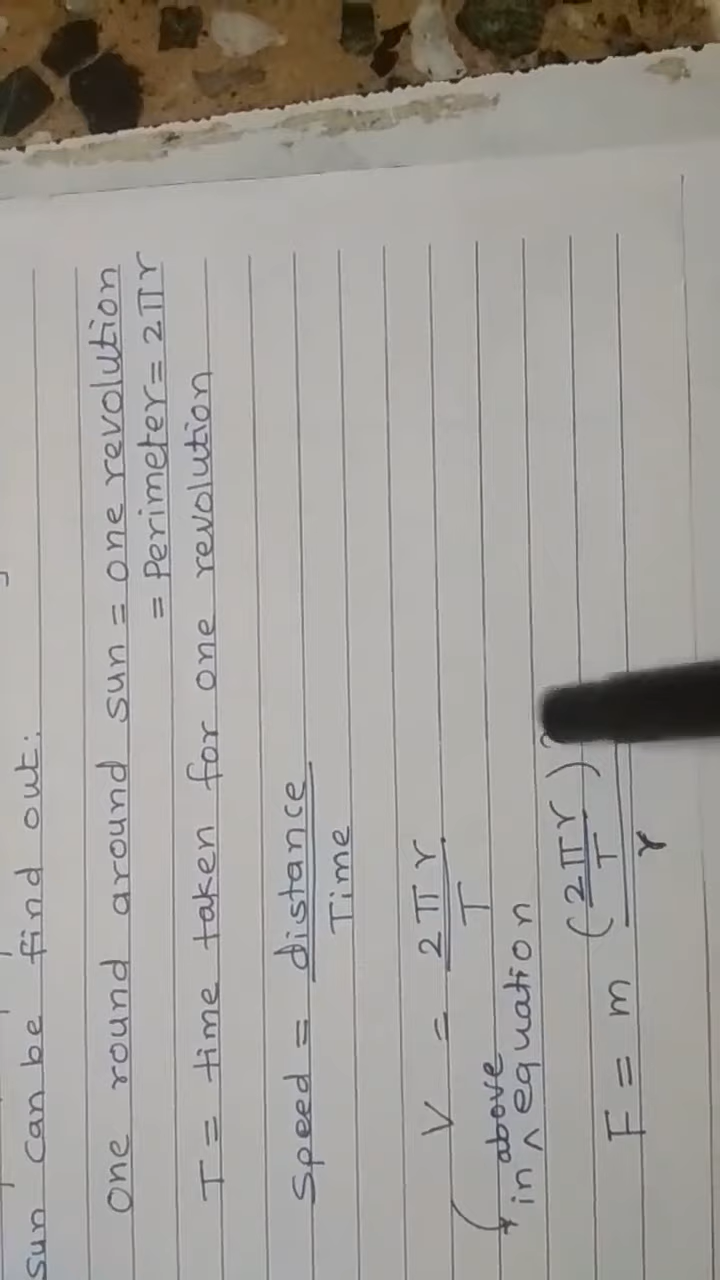 sun can be find out.
one round around sun = one revolution
= Perimeter = 2πr
T = time taken for one revolution
Speed = distance
Time
V = 2πr
T
in ^ above equation
F = m (2πr/T)²
r